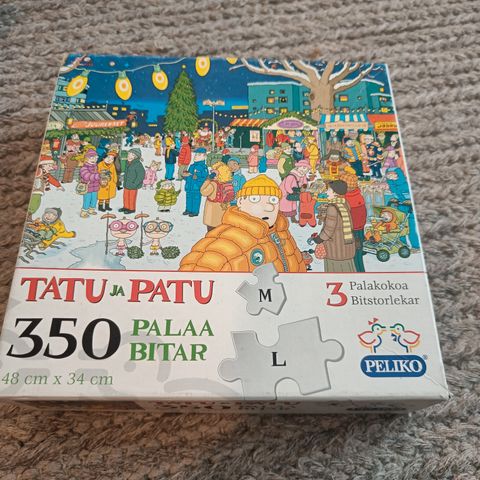 TATU JA PATU
350 PALAA
BITAR
48 cm x 34 cm
M
L
3 Palakokoa
Bitstorlekar
PELIKO